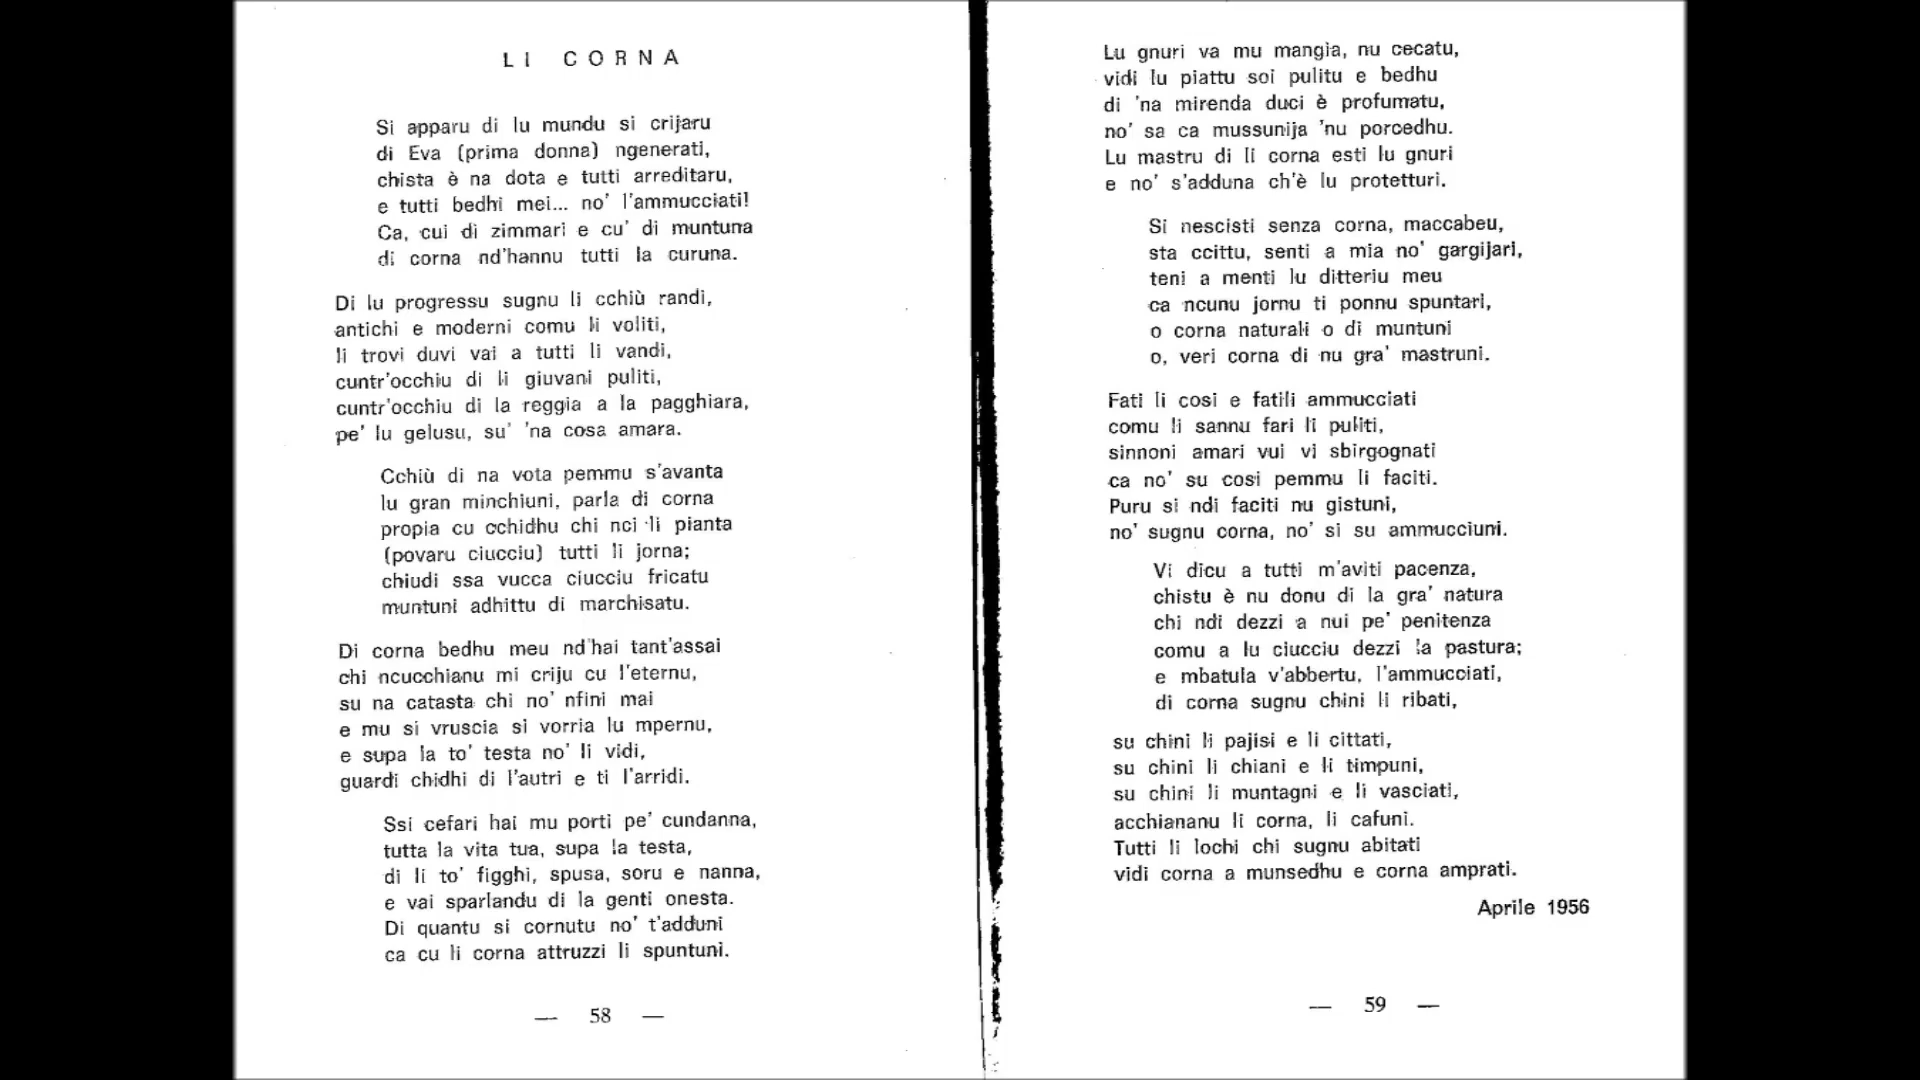 LI CORNA
Si apparu di lu mundu si crijaru
di Eva (prima donna) ngenerati,
chista è na dota e tutti arreditaru,
e tutti bedhi mei... no' l'ammucciati!
Ca, cui di zimmari e cu' di muntuna
di corna nd'hannu tutti la curuna.
Di lu progressu sugnu li cchiù randi,
antichi e moderni comu li voliti,
li trovi duvi vai a tutti li vandi,
cuntr'occhiu di li giuvani puliti,
cuntr'occhiu di la reggia a la pagghiara,
pe' lu gelusu, su' 'na cosa amara.
Cchiù di na vota pemmu s'avanta
lu gran minchiuni, parla di corna
propia cu cchidhu chi nci li pianta
(povaru ciucciu) tutti li jorna;
chiudi ssa vucca ciucciu fricatu
muntuni adhittu di marchisatu.
Di corna bedhu meu nd'hai tant'assai
chi ncucchianu mi criju cu l'eternu,
su na catasta chi no' nfini mai
e mu si vruscia si vorria lu mpernu,
e supa la to' testa no' li vidi,
guardi chidhi di l'autri e ti l'arridi.
Ssi cefari hai mu porti pe' cundanna,
tutta la vita tua, supa la testa,
di li to' figghi, spusa, soru e nanna,
e vai sparlandu di la genti onesta.
Di quantu si cornutu no' t'adduni
ca cu li corna attruzzi li spuntuni.
— 58 —
Lu gnuri va mu mangia, nu cecatu,
vidi lu piattu soi pulitu e bedhu
di 'na mirenda duci è profumatu,
no' sa ca mussunija 'nu porcedhu.
Lu mastru di li corna esti lu gnuri
e no' s'adduna ch'è lu protetturi.
Si nescisti senza corna, maccabeu,
sta ccittu, senti a mia no' gargijari,
teni a menti lu ditteriu meu
ca ncunu jornu ti ponnu spuntari,
o corna naturali o di muntuni
o, veri corna di nu gra' mastruni.
Fati li cosi e fatili ammucciati
comu li sannu fari li puliti,
sinnoni amari vui vi sbirgognati
ca no' su cosi pemmu li faciti.
Puru si ndi faciti nu gistuni,
no' sugnu corna, no' si su ammucciuni.
Vi dicu a tutti m'aviti pacenza,
chistu è nu donu di la gra' natura
chi ndi dezzi a nui pe' penitenza
comu a lu ciucciu dezzi la pastura;
e mbatula v'abbertu, l'ammucciati,
di corna sugnu chini li ribati,
su chini li pajisi e li cittati,
su chini li chiani e li timpuni,
su chini li muntagni e li vasciati,
acchiananu li corna, li cafuni.
Tutti li lochi chi sugnu abitati
vidi corna a munsedhu e corna amprati.
Aprile 1956
— 59 —